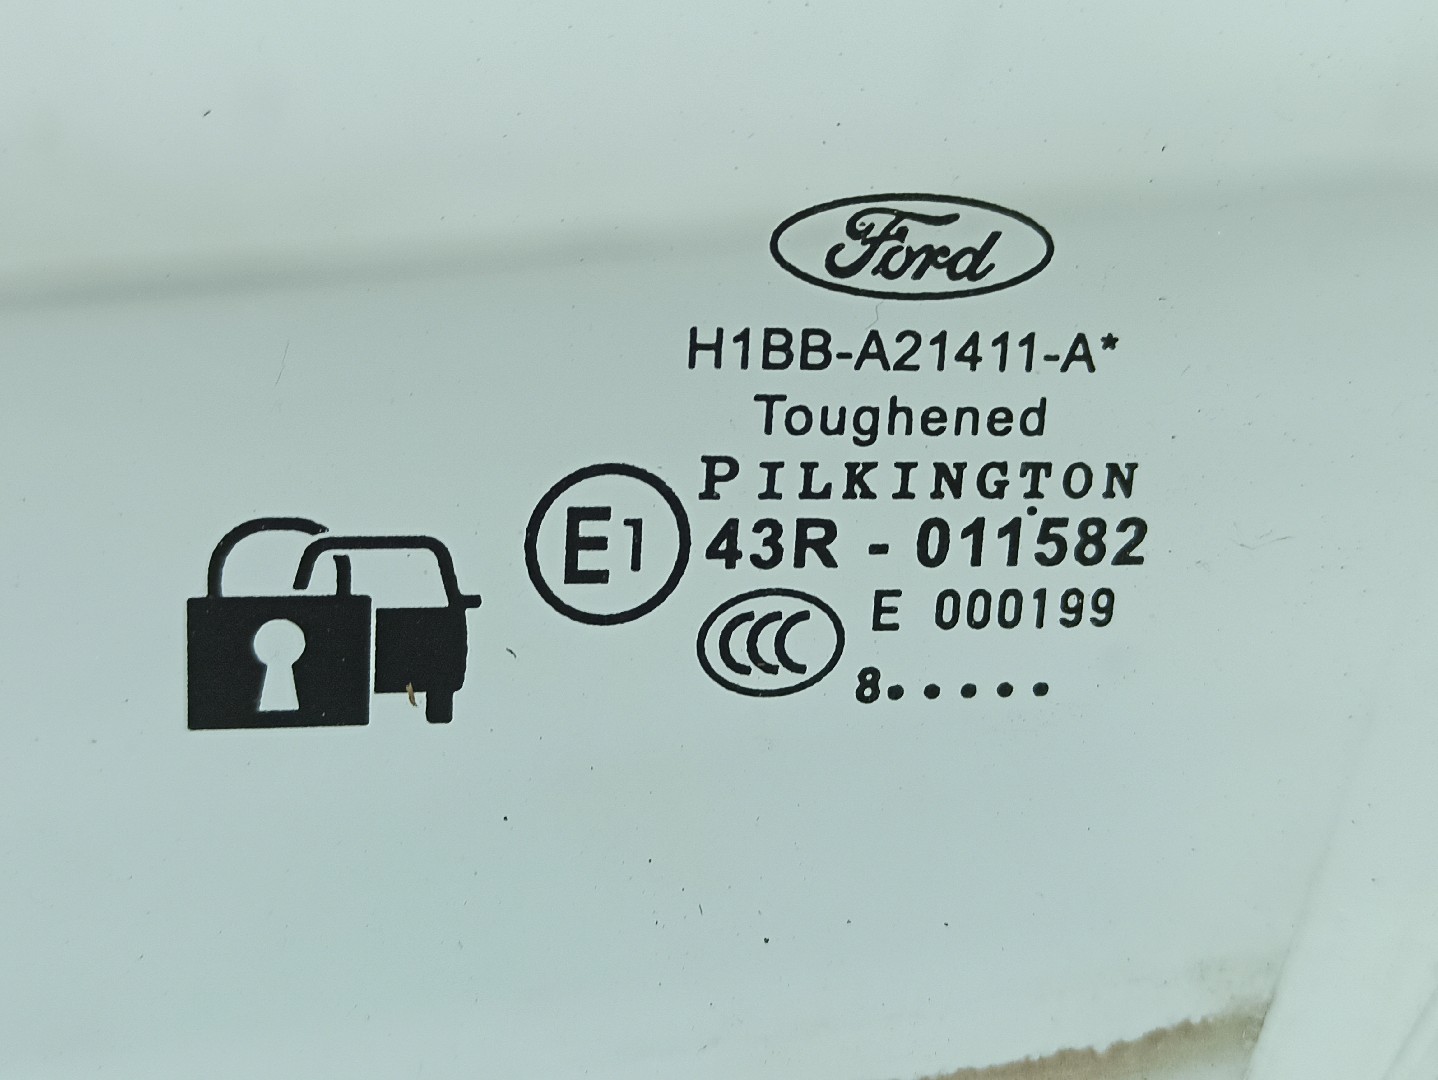 Ford
H1BB-A21411-A*
Toughened
PILKINGTON
E1 43R - 011582
CCC E 000199
8.....